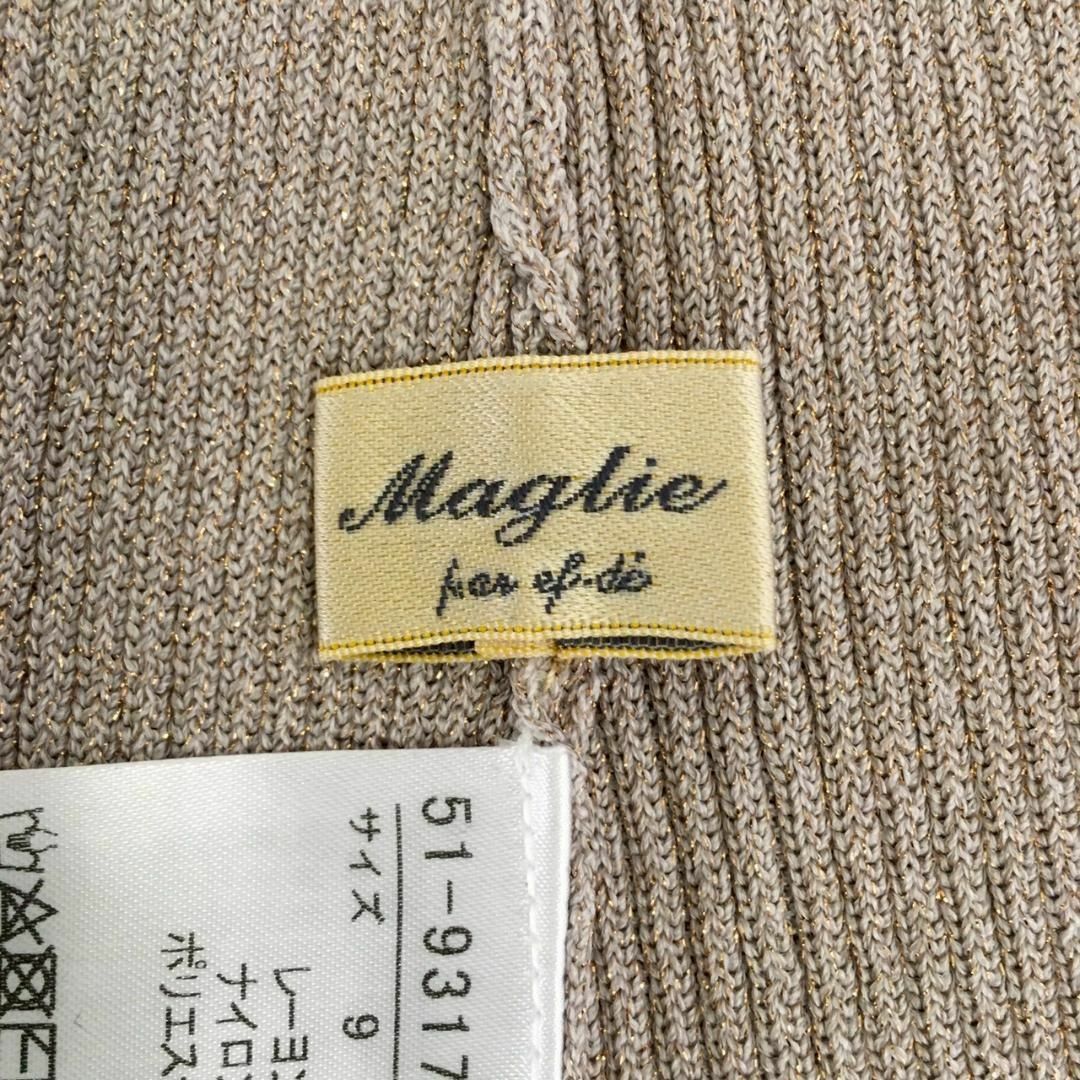 Maglie
par ef-dé
51-9317
サイズ 9
レーヨン
ナイロン
ポリエス